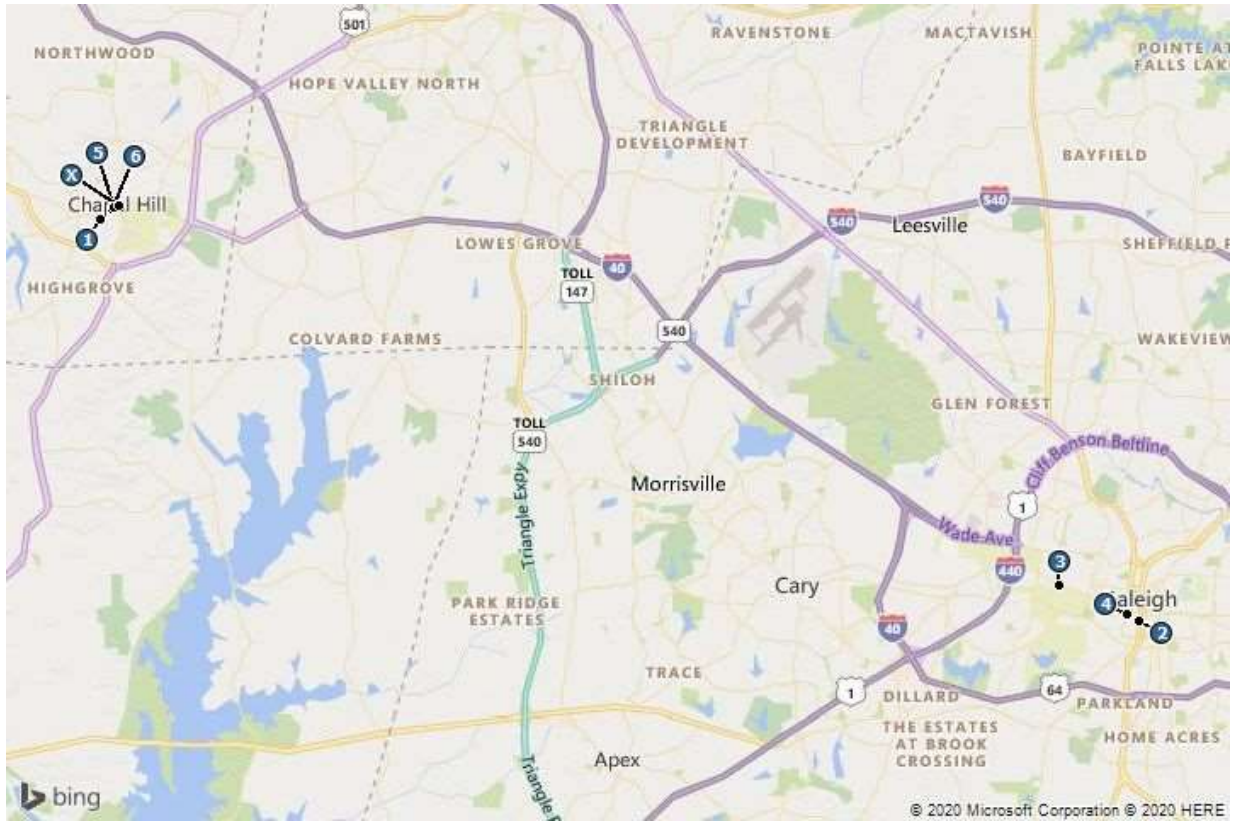 501
NORTHWOOD
RAVENSTONE
MACTAVISH
POINTE AT
FALLS LAK
HOPE VALLEY NORTH
TRIANGLE
DEVELOPMENT
BAYFIELD
5
6
X
Chapel Hill
1
540
540
Leesville
LOWES GROVE
SHEFFIELD
40
TOLL
147
HIGHGROVE
540
COLVARD FARMS
WAKEVIEW
SHILOH
GLEN FOREST
TOLL
540
Cliff Benson Beltline
Morrisville
Triangle Expy
1
Wade Ave
3
440
Cary
PARK RIDGE
ESTATES
4
aleigh
2
40
TRACE
1
DILLARD
64
PARKLAND
THE ESTATES
AT BROOK
CROSSING
HOME ACRES
Apex
Triangle E
bing
© 2020 Microsoft Corporation © 2020 HERE